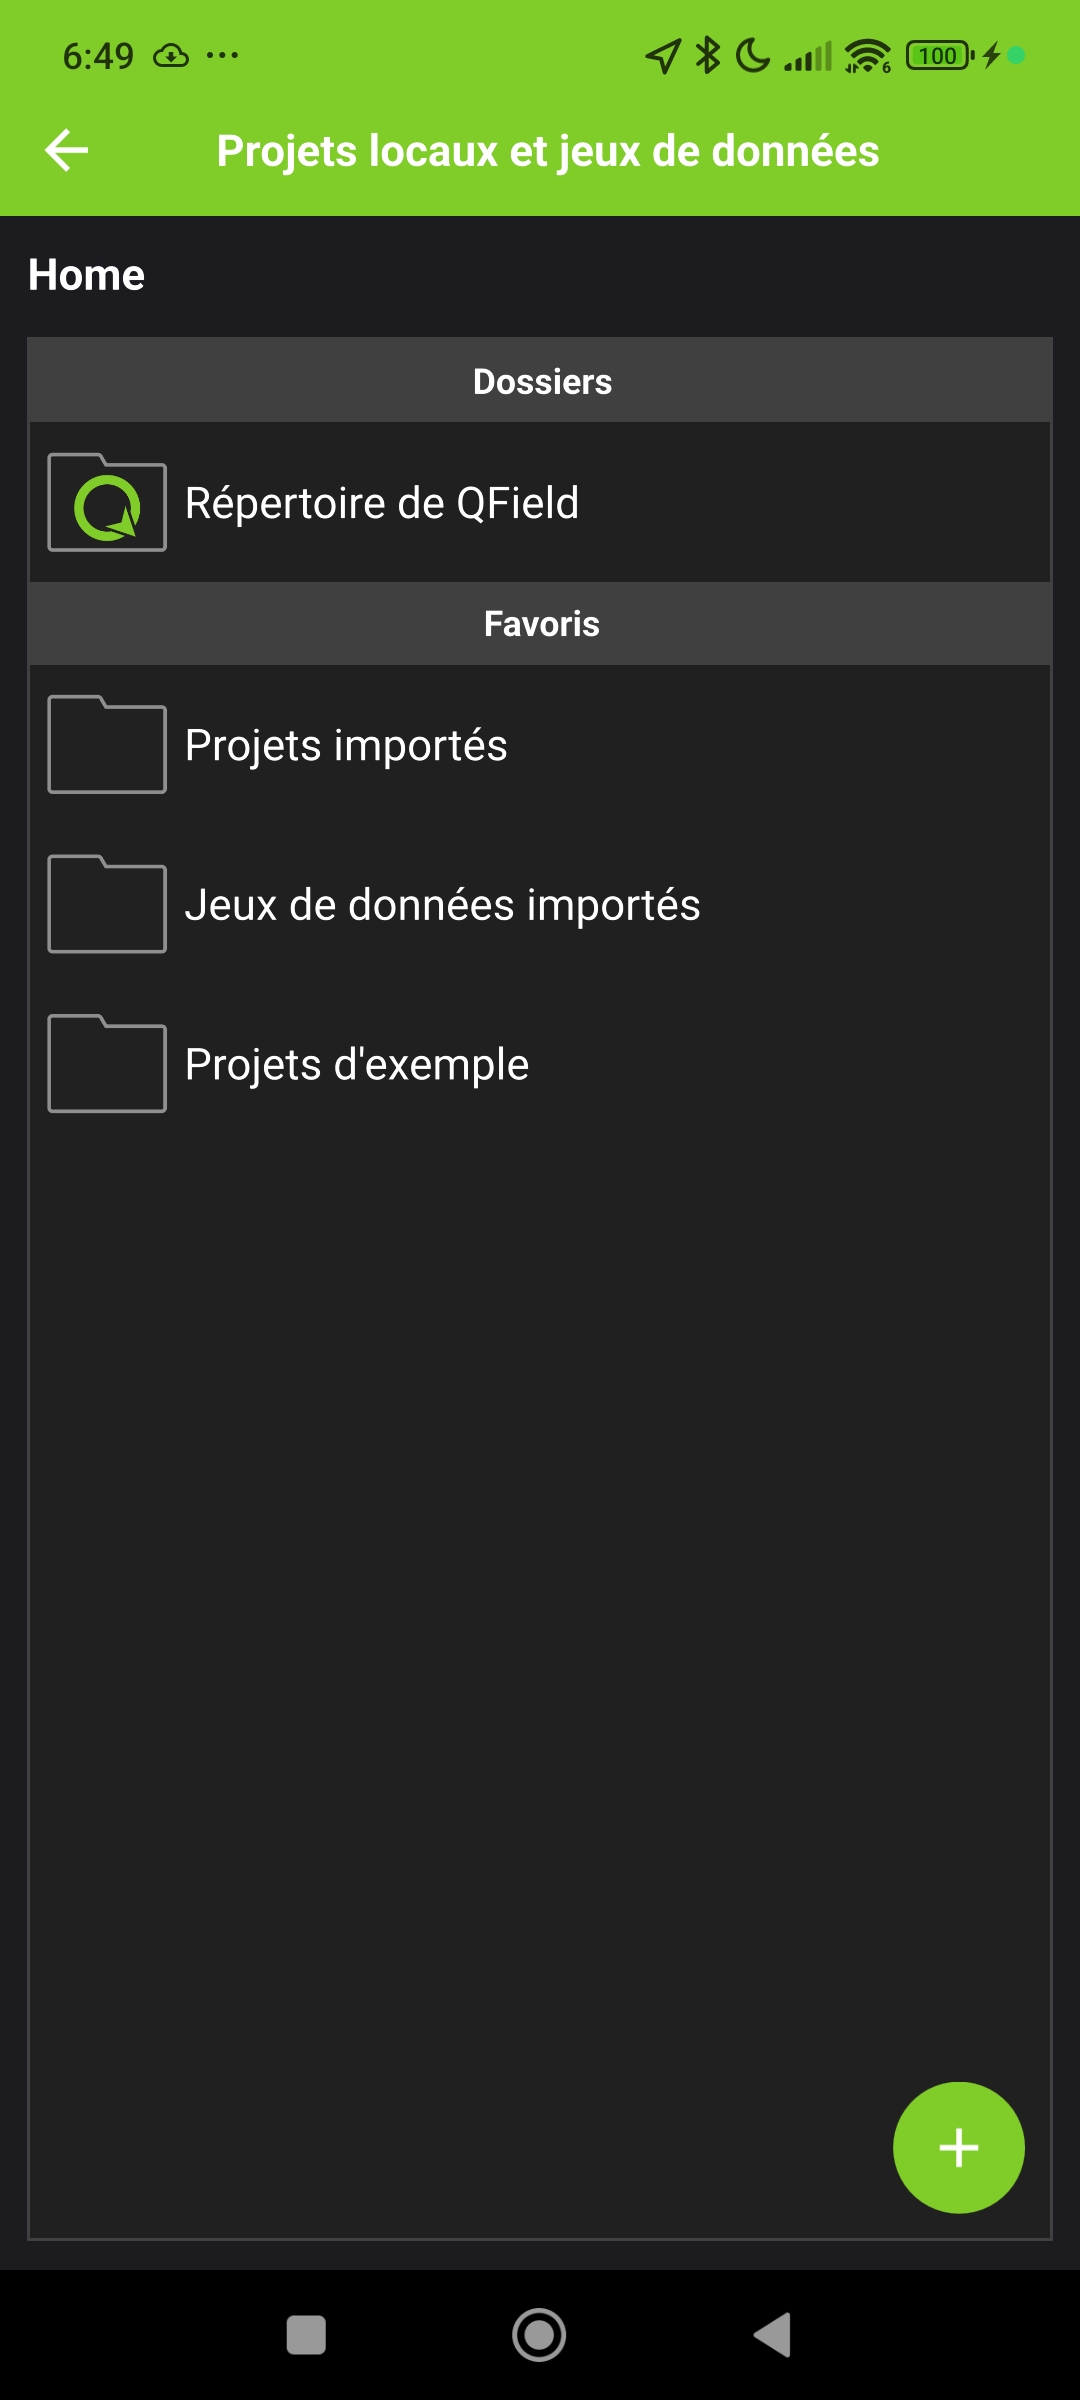 6:49
6
100
Projets locaux et jeux de données
Home
Dossiers
Répertoire de QField
Favoris
Projets importés
Jeux de données importés
Projets d'exemple